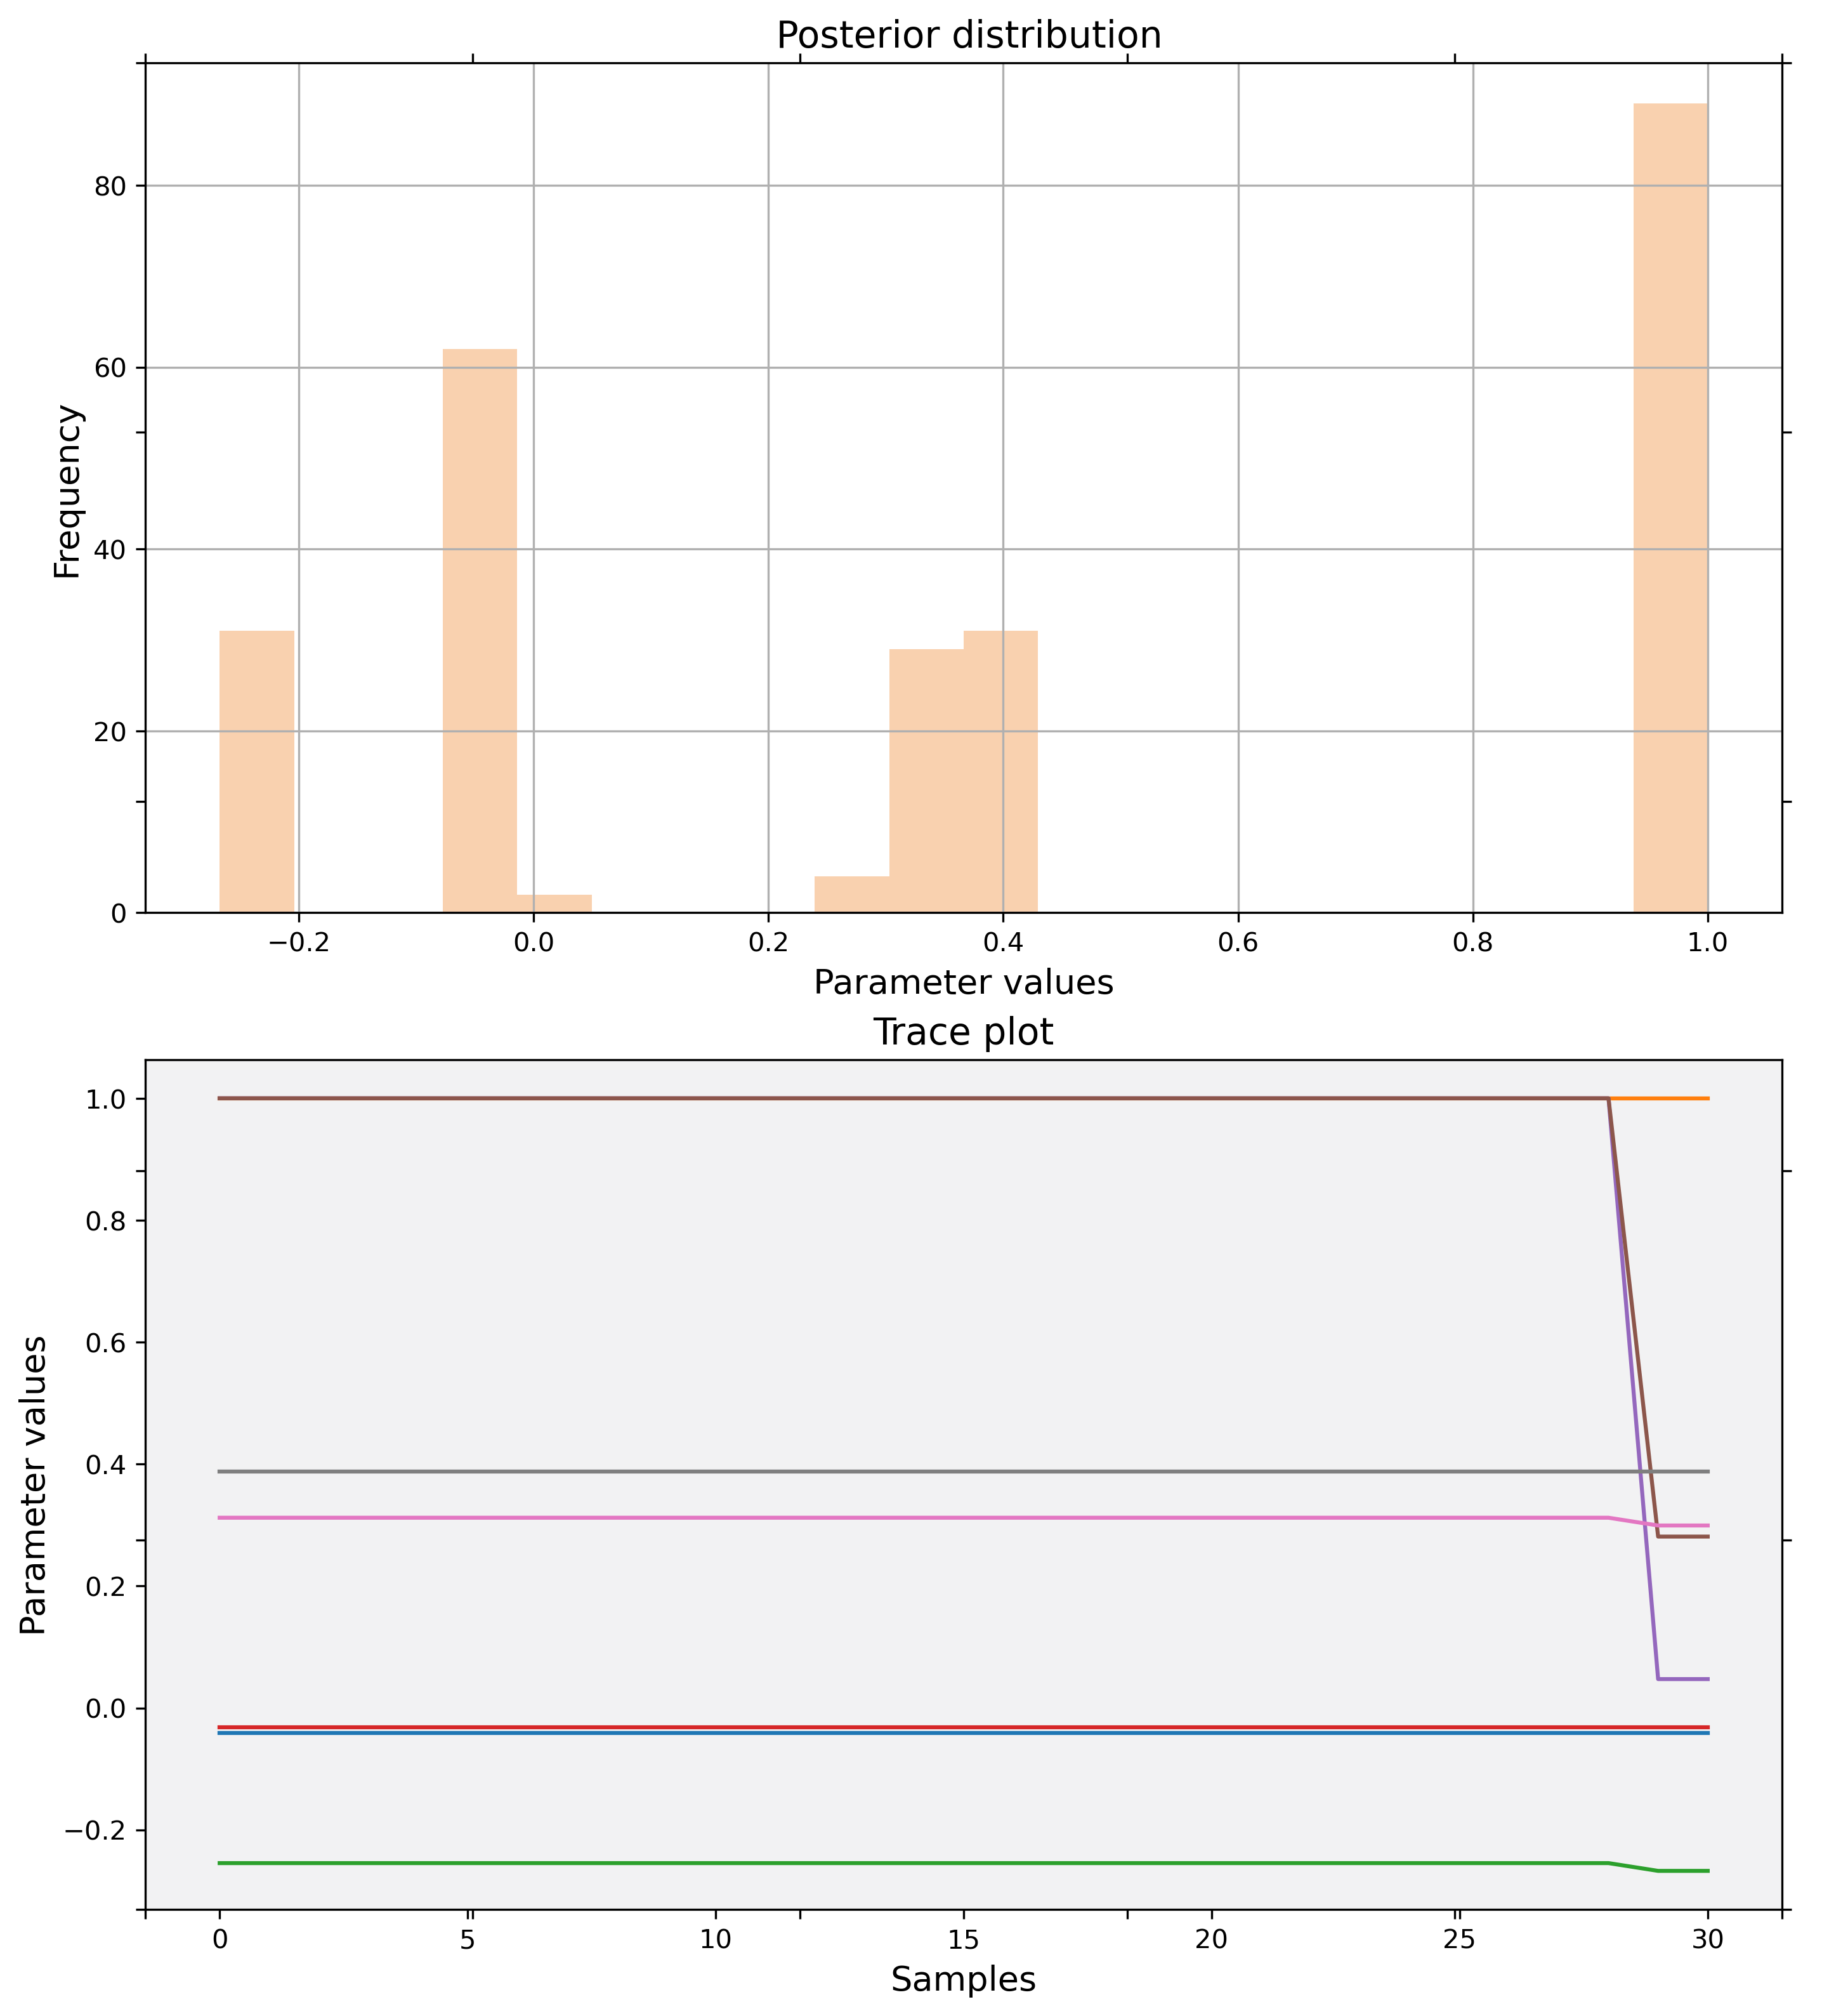 Posterior distribution
Frequency
80
60
40
20
0
−0.2 0.0 0.2 0.4 0.6 0.8 1.0
Parameter values
Trace plot
Parameter values
1.0
0.8
0.6
0.4
0.2
0.0
−0.2
0 5 10 15 20 25 30
Samples